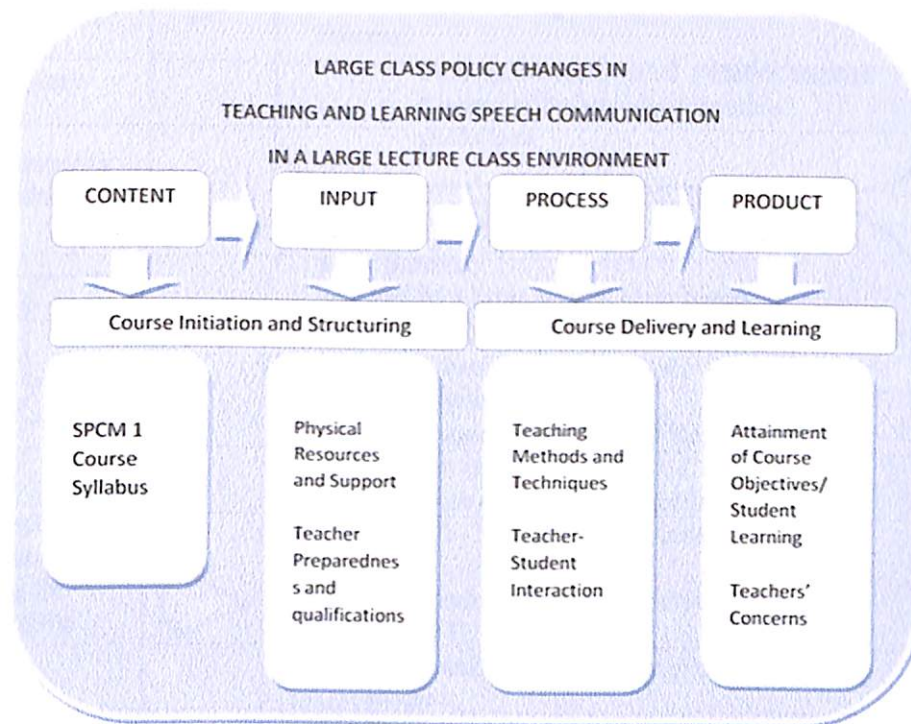 LARGE CLASS POLICY CHANGES IN
TEACHING AND LEARNING SPEECH COMMUNICATION
IN A LARGE LECTURE CLASS ENVIRONMENT
CONTENT
INPUT
PROCESS
PRODUCT
Course Initiation and Structuring
Course Delivery and Learning
SPCM 1
Course
Syllabus
Physical
Resources
and Support
Teacher
Preparednes
s and
qualifications
Teaching
Methods and
Techniques
Teacher-
Student
Interaction
Attainment
of Course
Objectives/
Student
Learning
Teachers'
Concerns